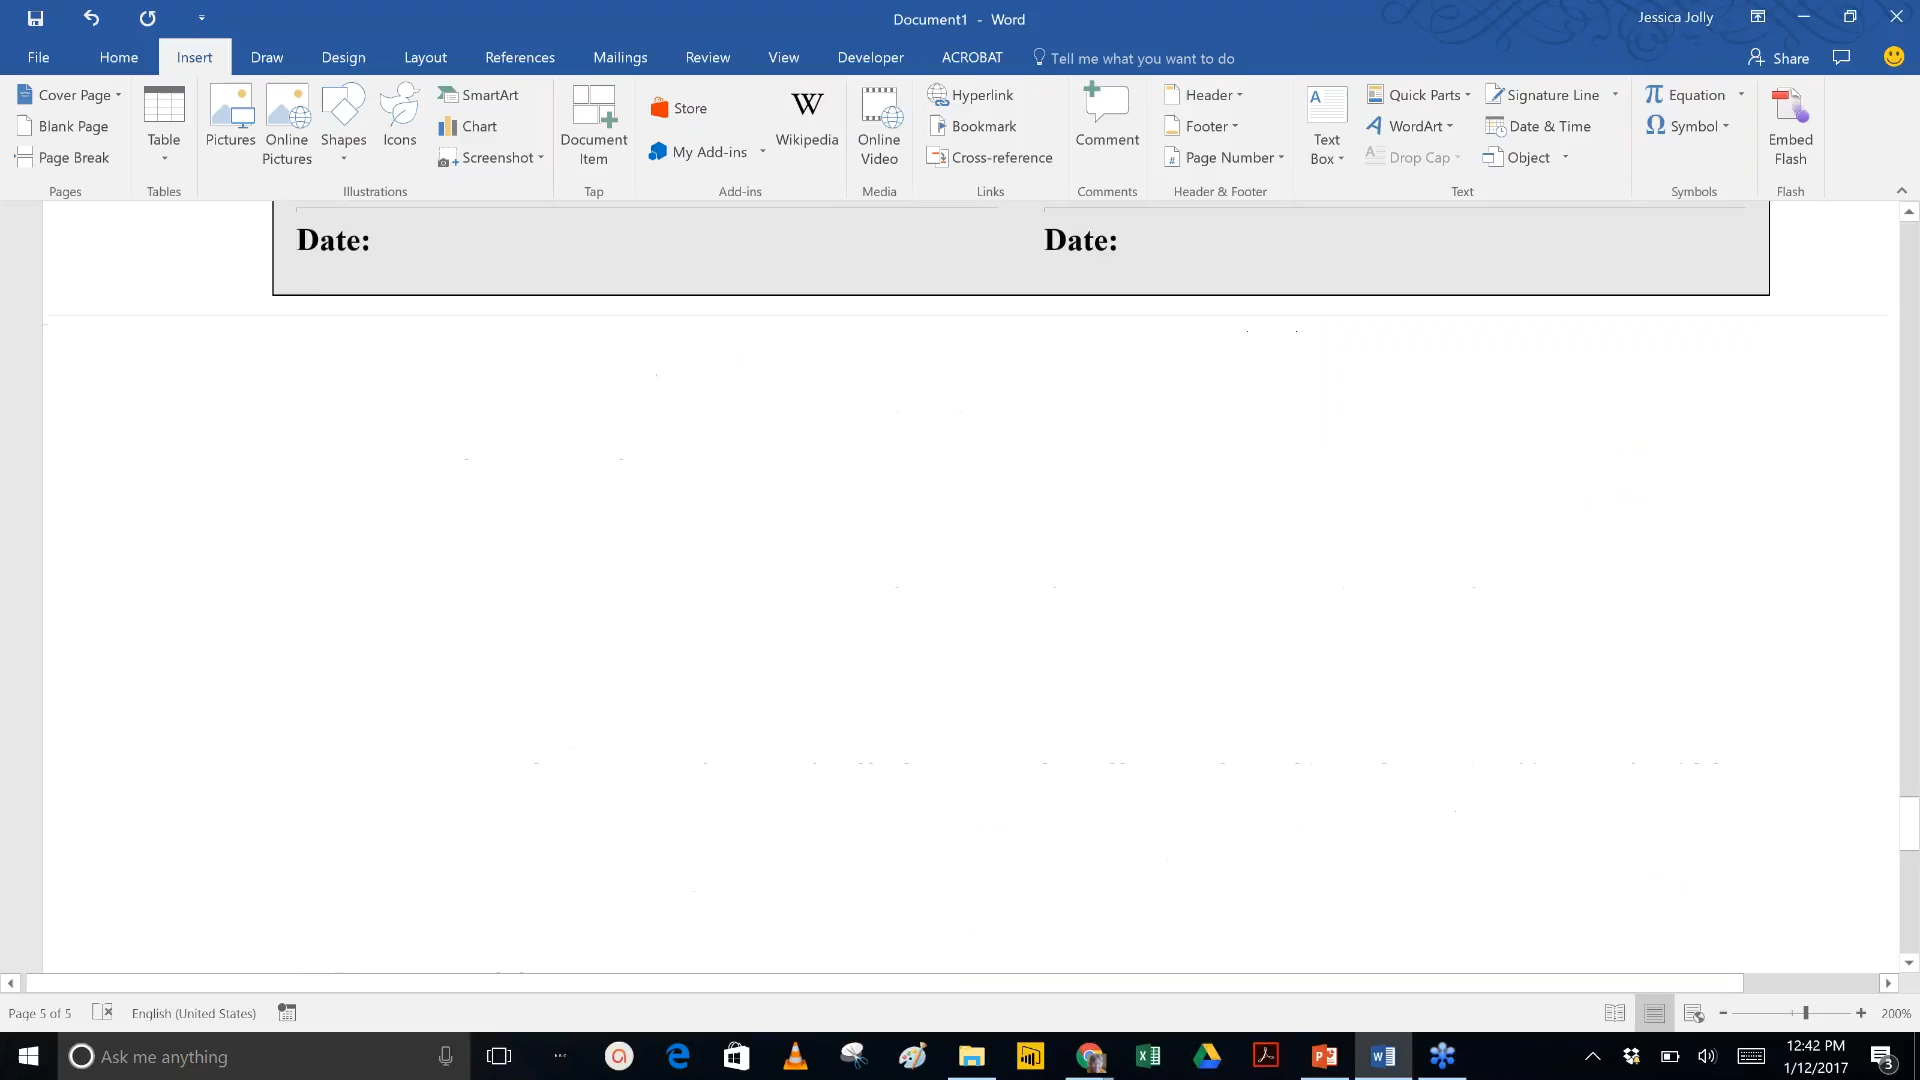 Document1 - Word
Jessica Jolly
File Home Insert Draw Design Layout References Mailings Review View Developer ACROBAT Tell me what you want to do Share
Cover Page
Blank Page
Page Break
Pages
Table
Tables
Pictures
Online Pictures
Shapes
Icons
SmartArt
Chart
Screenshot
Illustrations
Document Item
Tap
Store
My Add-ins
W
Wikipedia
Add-ins
Online Video
Media
Hyperlink
Bookmark
Cross-reference
Links
Comment
Comments
Header
Footer
Page Number
Header & Footer
A
Text Box
Quick Parts
WordArt
Drop Cap
Signature Line
Date & Time
Object
Text
π Equation
Ω Symbol
Symbols
Embed Flash
Flash
Date: Date:
Page 5 of 5 English (United States) 200%
Ask me anything
12:42 PM
1/12/2017
3